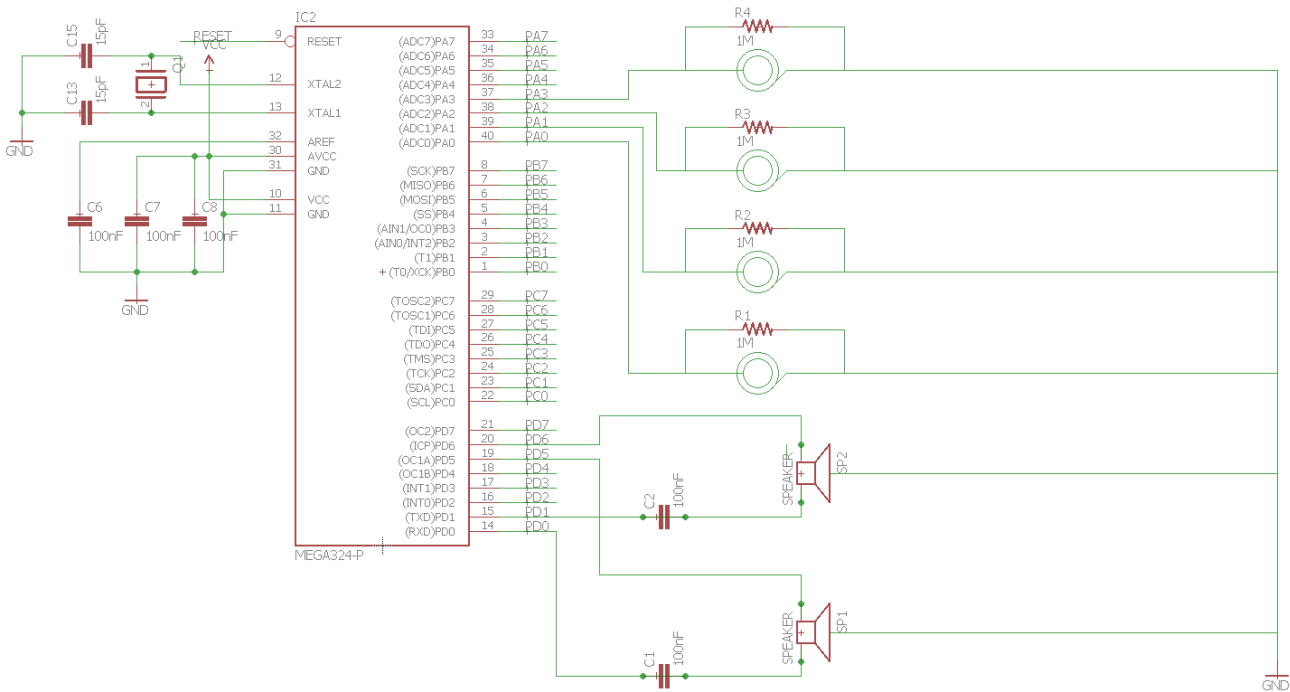 IC2
C15
15pF
Q1
1
2
C13
15pF
GND
RESET
VCC
9 RESET
12 XTAL2
13 XTAL1
32 AREF
30 AVCC
31 GND
10 VCC
11 GND
C6
100nF
C7
100nF
C8
100nF
GND
(ADC7)PA7 33 PA7
(ADC6)PA6 34 PA6
(ADC5)PA5 35 PA5
(ADC4)PA4 36 PA4
(ADC3)PA3 37 PA3
(ADC2)PA2 38 PA2
(ADC1)PA1 39 PA1
(ADC0)PA0 40 PA0
(SCK)PB7 8 PB7
(MISO)PB6 7 PB6
(MOSI)PB5 6 PB5
(SS)PB4 5 PB4
(AIN1/OC0)PB3 4 PB3
(AIN0/INT2)PB2 3 PB2
(T1)PB1 2 PB1
+ (T0/XCK)PB0 1 PB0
(TOSC2)PC7 29 PC7
(TOSC1)PC6 28 PC6
(TDI)PC5 27 PC5
(TDO)PC4 26 PC4
(TMS)PC3 25 PC3
(TCK)PC2 24 PC2
(SDA)PC1 23 PC1
(SCL)PC0 22 PC0
(OC2)PD7 21 PD7
(ICP)PD6 20 PD6
(OC1A)PD5 19 PD5
(OC1B)PD4 18 PD4
(INT1)PD3 17 PD3
(INT0)PD2 16 PD2
(TXD)PD1 15 PD1
(RXD)PD0 14 PD0
MEGA324-P
R4
1M
R3
1M
R2
1M
R1
1M
SPEAKER
SP2
C2
100nF
SPEAKER
SP1
C1
100nF
GND